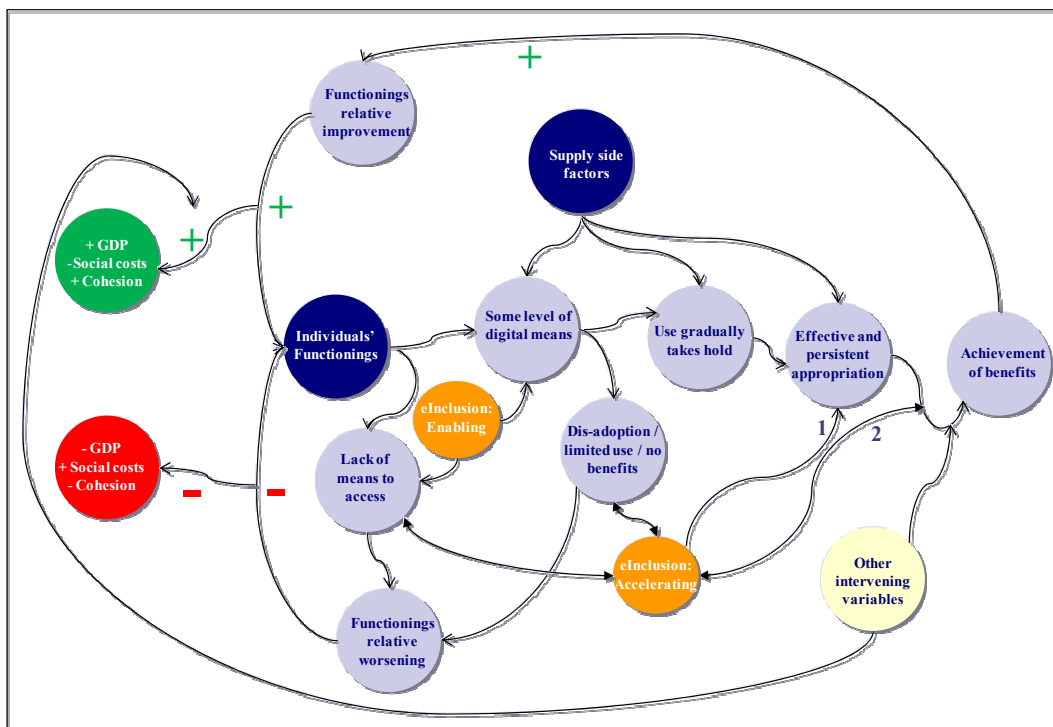 +
Functionings
relative
improvement
Supply side
factors
+
+
+ GDP
-Social costs
+ Cohesion
Individuals'
Functionings
Some level of
digital means
Use gradually
takes hold
Effective and
persistent
appropriation
Achievement
of benefits
eInclusion:
Enabling
1
2
Dis-adoption /
limited use / no
benefits
- GDP
+ Social costs
- Cohesion
Lack of
means to
access
-
-
eInclusion:
Accelerating
Other
intervening
variables
Functionings
relative
worsening